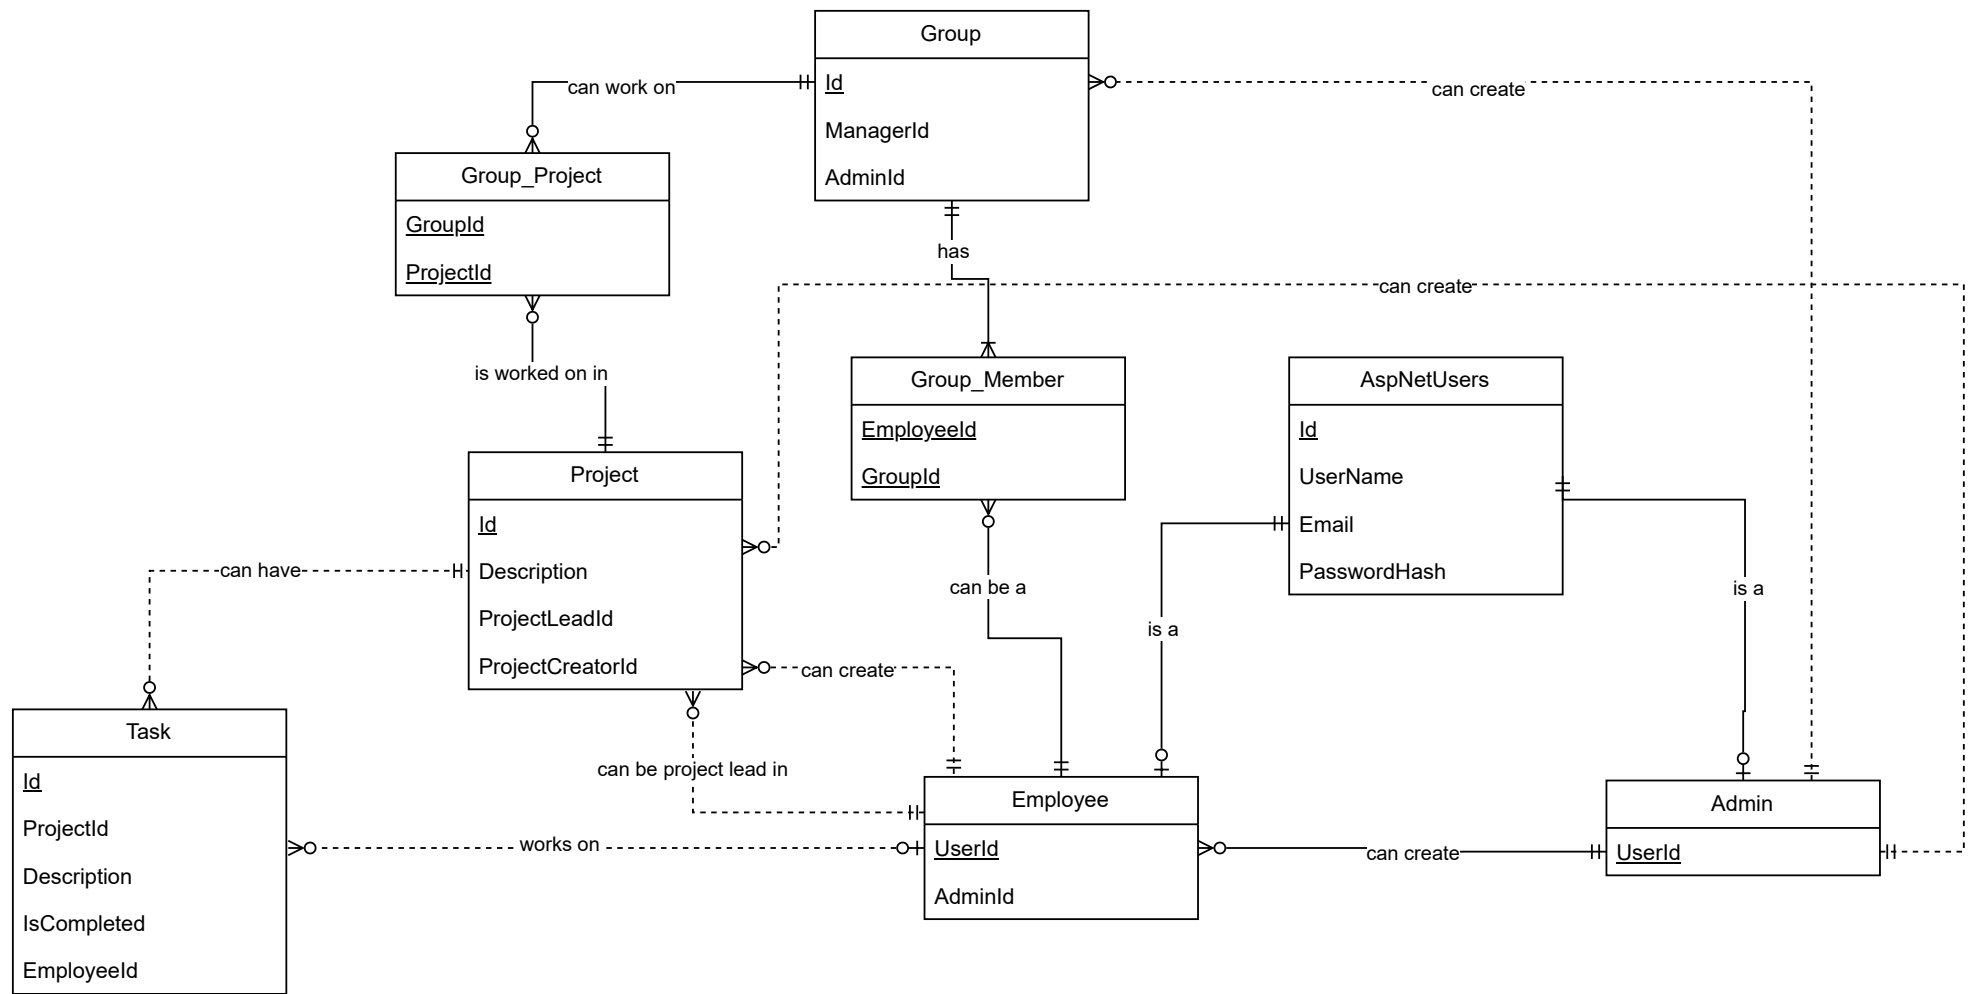 Group
Id
ManagerId
AdminId
can work on
can create
Group_Project
GroupId
ProjectId
has
can create
is worked on in
Group_Member
EmployeeId
GroupId
AspNetUsers
Id
UserName
Email
PasswordHash
Project
Id
Description
ProjectLeadId
ProjectCreatorId
can have
can be a
is a
is a
can create
can be project lead in
Task
Id
ProjectId
Description
IsCompleted
EmployeeId
works on
Employee
UserId
AdminId
can create
Admin
UserId